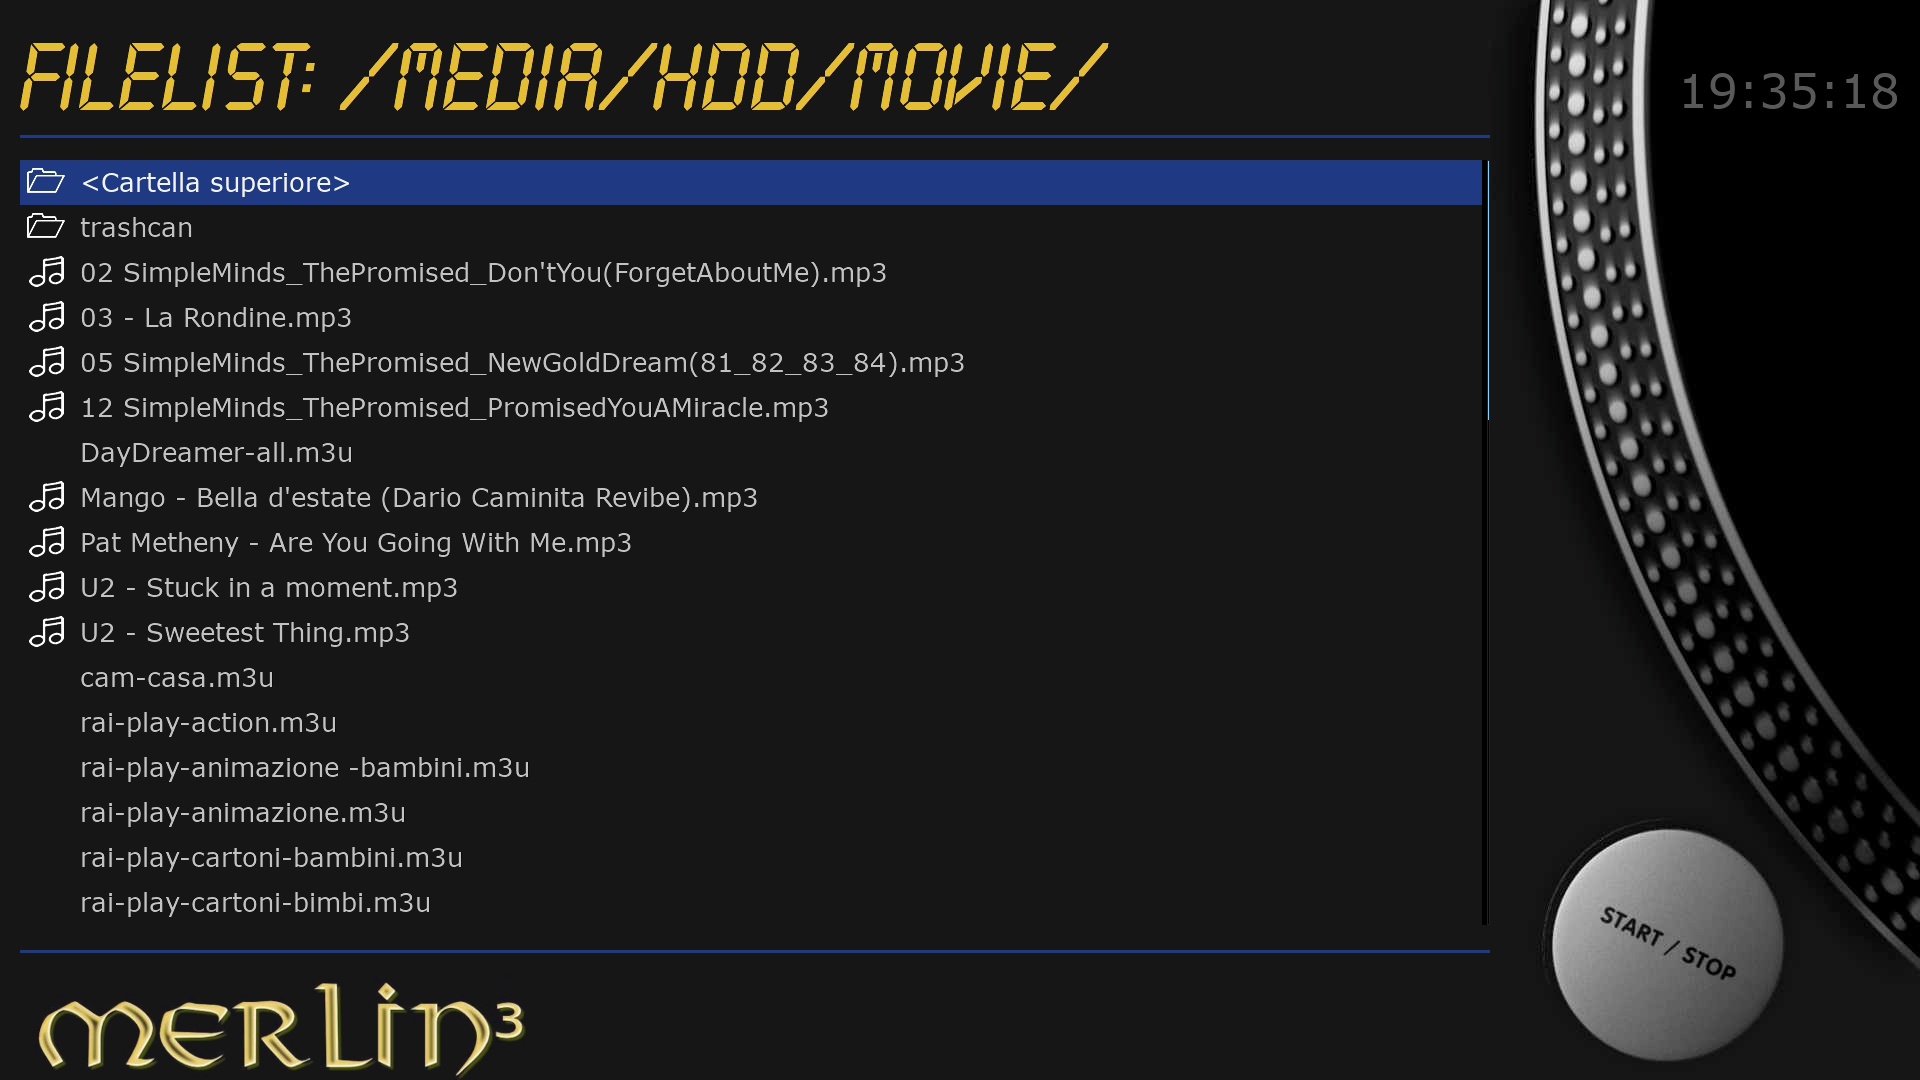 FILELIST: /MEDIA/HDD/MOVIE/
19:35:18
<Cartella superiore>
trashcan
02 SimpleMinds_ThePromised_Don'tYou(ForgetAboutMe).mp3
03 - La Rondine.mp3
05 SimpleMinds_ThePromised_NewGoldDream(81_82_83_84).mp3
12 SimpleMinds_ThePromised_PromisedYouAMiracle.mp3
DayDreamer-all.m3u
Mango - Bella d'estate (Dario Caminita Revibe).mp3
Pat Metheny - Are You Going With Me.mp3
U2 - Stuck in a moment.mp3
U2 - Sweetest Thing.mp3
cam-casa.m3u
rai-play-action.m3u
rai-play-animazione -bambini.m3u
rai-play-animazione.m3u
rai-play-cartoni-bambini.m3u
rai-play-cartoni-bimbi.m3u
START / STOP
MERLIN³